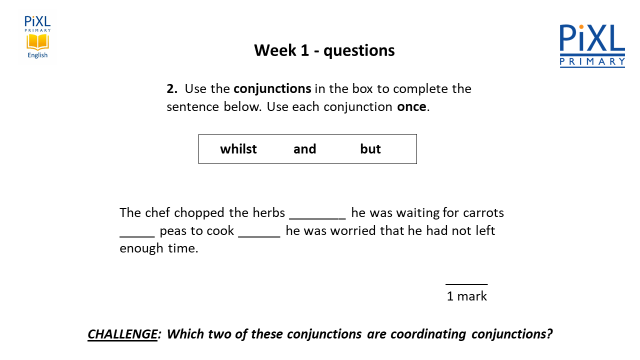 PiXL
PRIMARY
English
PiXL
PRIMARY
Week 1 - questions
2. Use the conjunctions in the box to complete the
sentence below. Use each conjunction once.
whilst and but
The chef chopped the herbs ________ he was waiting for carrots
_____ peas to cook ______ he was worried that he had not left
enough time.
______
1 mark
CHALLENGE: Which two of these conjunctions are coordinating conjunctions?